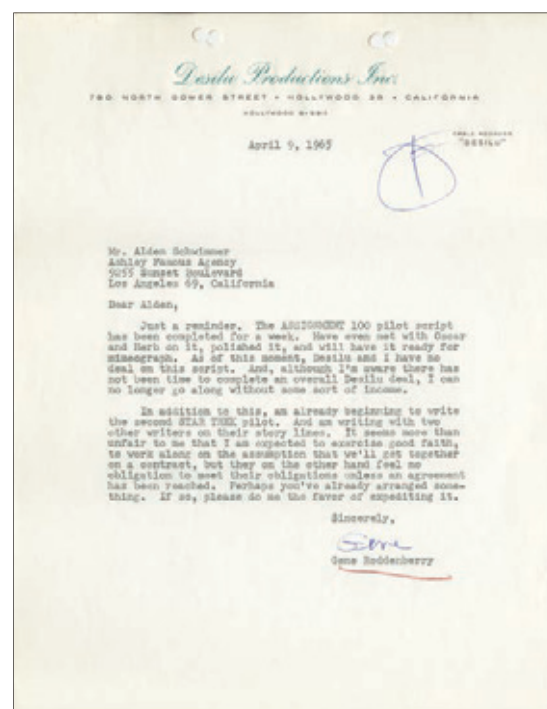 Desilu Productions Inc.
780 NORTH GOWER STREET • HOLLYWOOD 38 • CALIFORNIA
HOLLYWOOD
April 9, 1965
"DESILU"
Mr. Alden Schwimmer
Ashley Famous Agency
9255 Sunset Boulevard
Los Angeles 69, California
Dear Alden,
Just a reminder. The ASSIGNMENT 100 pilot script
has been completed for a week. Have even met with Oscar
and Herb on it, polished it, and will have it ready for
mimeograph. As of this moment, Desilu and I have no
deal on this script. And, although I'm aware there has
not been time to complete an overall Desilu deal, I can
no longer go along without some sort of income.
In addition to this, am already beginning to write
the second STAR TREK pilot. And am writing with two
other writers on their story lines. It seems more than
unfair to me that I am expected to exercise good faith,
to work along on the assumption that we'll get together
on a contract, but they on the other hand feel no
obligation to meet their obligations unless an agreement
has been reached. Perhaps you've already arranged some-
thing. If so, please do me the favor of expediting it.
Sincerely,
Gene
Gene Roddenberry